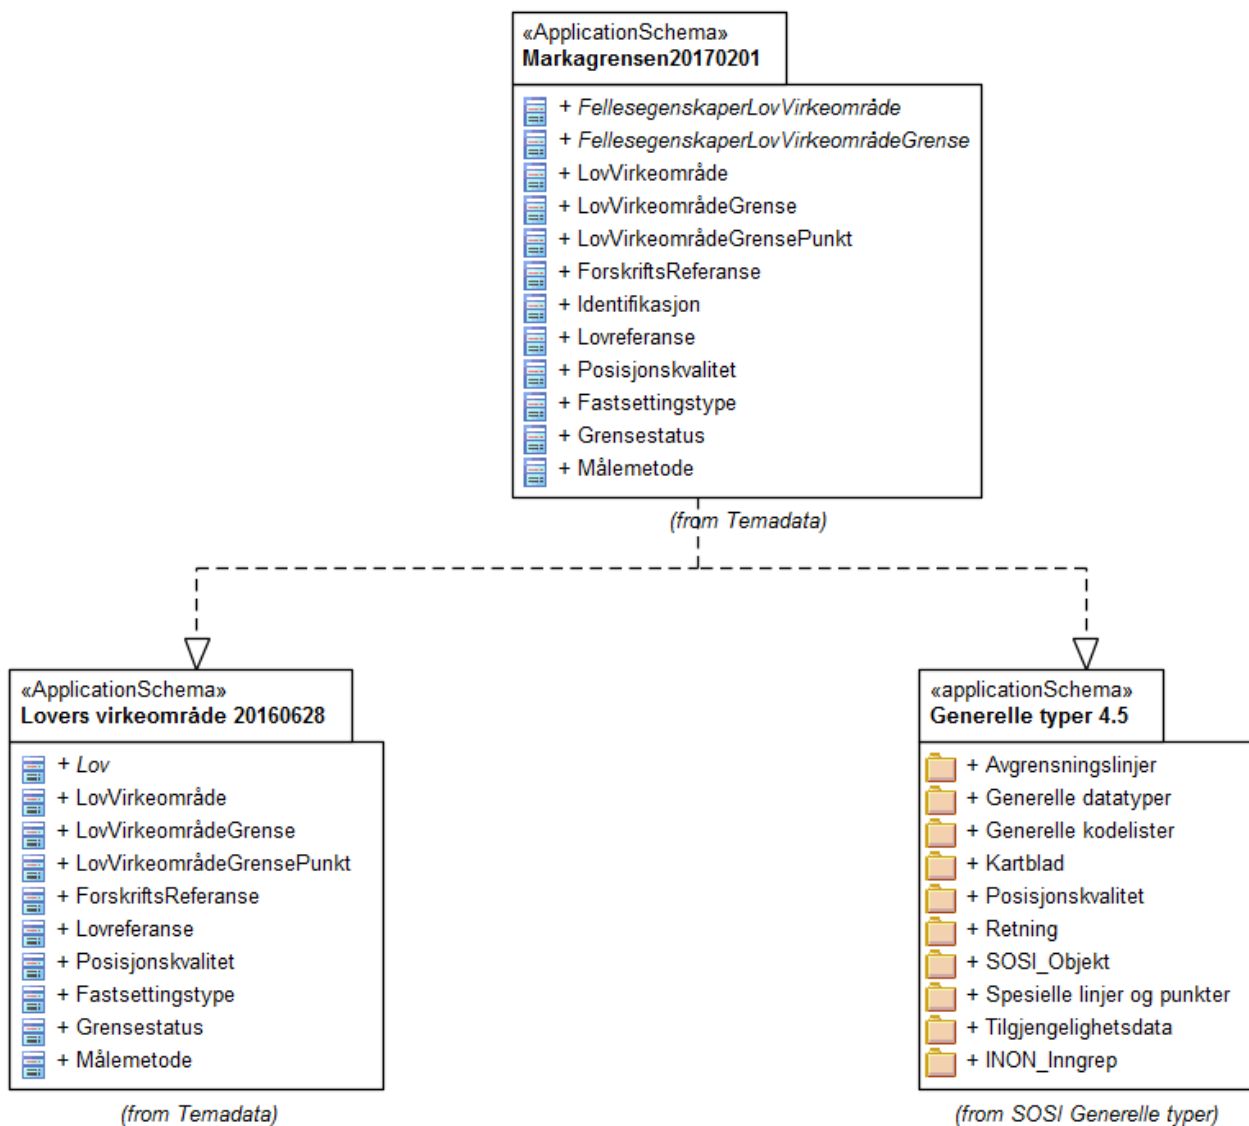 «ApplicationSchema»
Markagrensen20170201
+ FellesegenskaperLovVirkeområde
+ FellesegenskaperLovVirkeområdeGrense
+ LovVirkeområde
+ LovVirkeområdeGrense
+ LovVirkeområdeGrensePunkt
+ ForskriftsReferanse
+ Identifikasjon
+ Lovreferanse
+ Posisjonskvalitet
+ Fastsettingstype
+ Grensestatus
+ Målemetode
(from Temadata)
«ApplicationSchema»
Lovers virkeområde 20160628
+ Lov
+ LovVirkeområde
+ LovVirkeområdeGrense
+ LovVirkeområdeGrensePunkt
+ ForskriftsReferanse
+ Lovreferanse
+ Posisjonskvalitet
+ Fastsettingstype
+ Grensestatus
+ Målemetode
(from Temadata)
«applicationSchema»
Generelle typer 4.5
+ Avgrensningslinjer
+ Generelle datatyper
+ Generelle kodelister
+ Kartblad
+ Posisjonskvalitet
+ Retning
+ SOSI_Objekt
+ Spesielle linjer og punkter
+ Tilgjengelighetsdata
+ INON_Inngrep
(from SOSI Generelle typer)